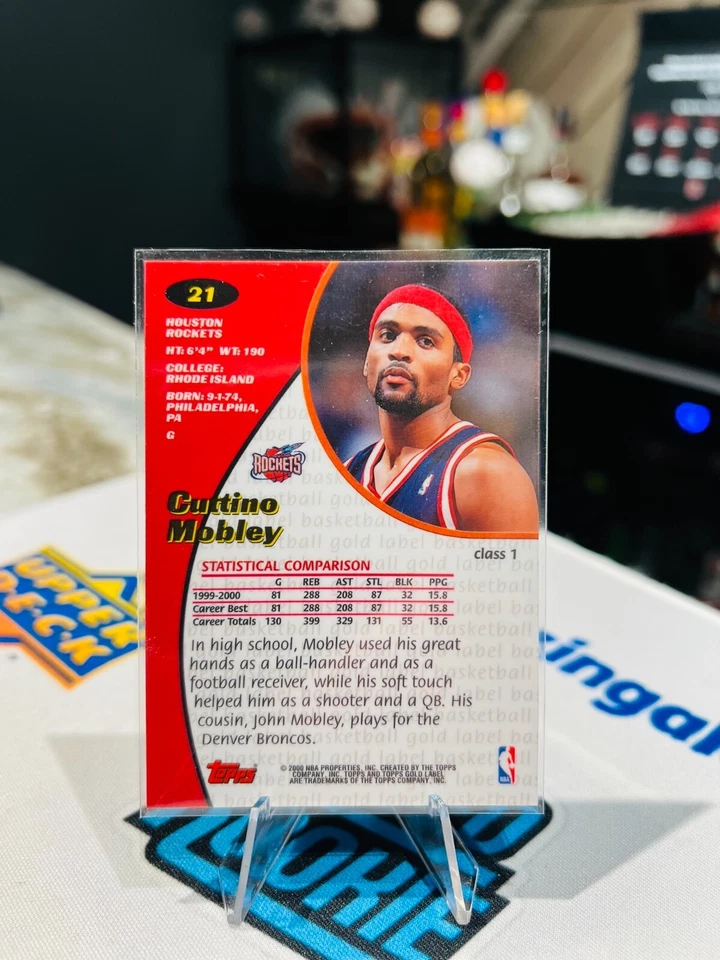 21
HOUSTON
ROCKETS
HT: 6'4" WT: 190
COLLEGE:
RHODE ISLAND
BORN: 9-1-74,
PHILADELPHIA,
PA
G
ROCKETS
Cuttino
Mobley
class 1
STATISTICAL COMPARISON
G REB AST STL BLK PPG
1999-2000 81 288 208 87 32 15.8
Career Best 81 288 208 87 32 15.8
Career Totals 130 399 329 131 55 13.6
In high school, Mobley used his great
hands as a ball-handler and as a
football receiver, while his soft touch
helped him as a shooter and a QB. His
cousin, John Mobley, plays for the
Denver Broncos.
Topps
© 2000 NBA PROPERTIES, INC. CREATED BY THE TOPPS
COMPANY, INC. TOPPS AND TOPPS GOLD LABEL
ARE TRADEMARKS OF THE TOPPS COMPANY, INC.
NBA
basketball gold label basketball
UPPER
DECK